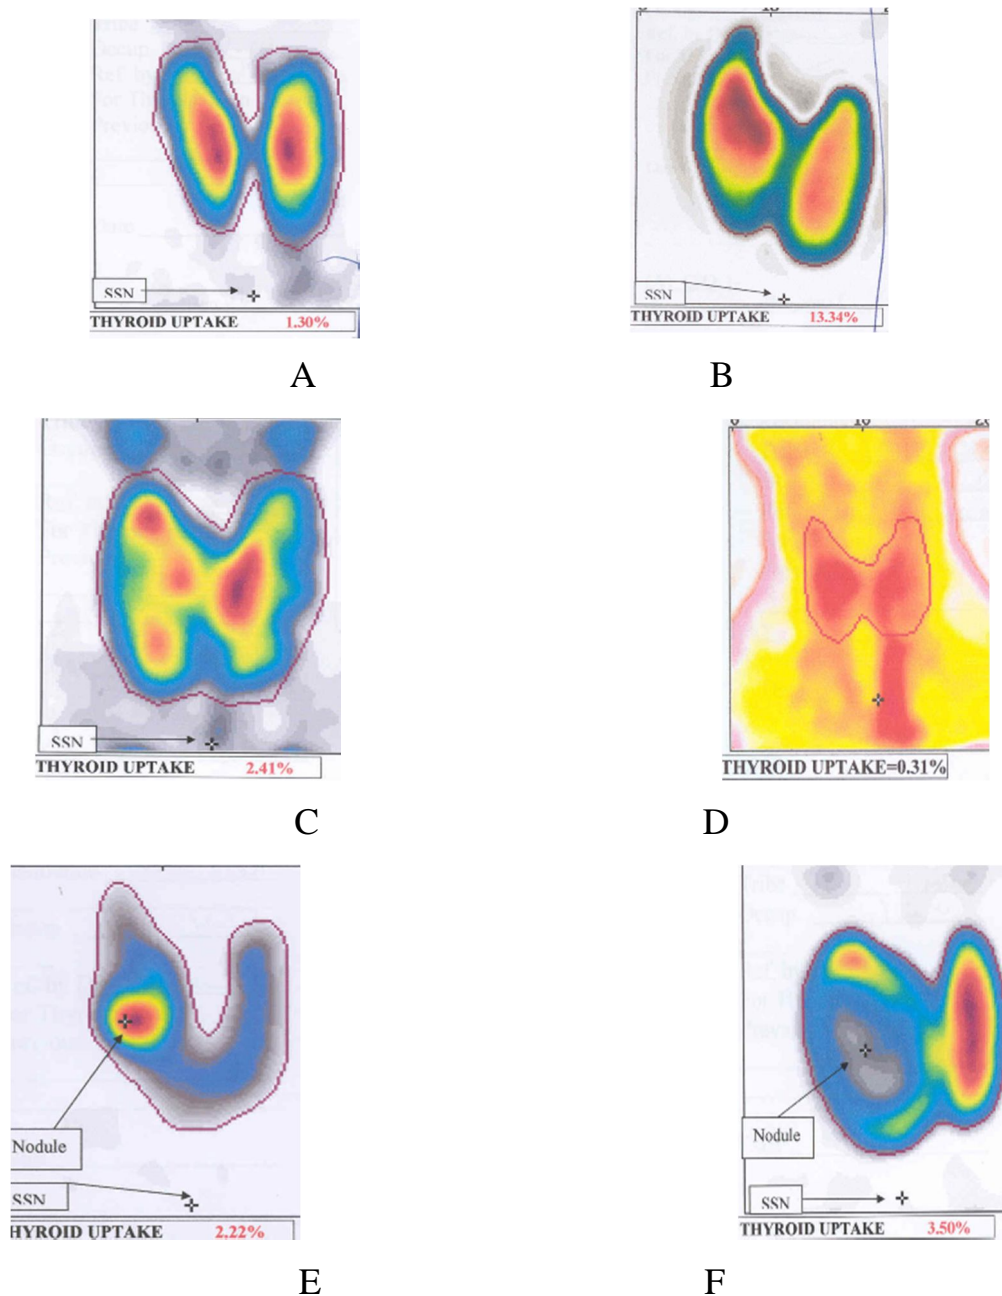 SSN
THYROID UPTAKE 1.30%
A
SSN
THYROID UPTAKE 13.34%
B
SSN
THYROID UPTAKE 2.41%
C
THYROID UPTAKE=0.31%
D
Nodule
SSN
HYROID UPTAKE 2.22%
E
Nodule
SSN
THYROID UPTAKE 3.50%
F